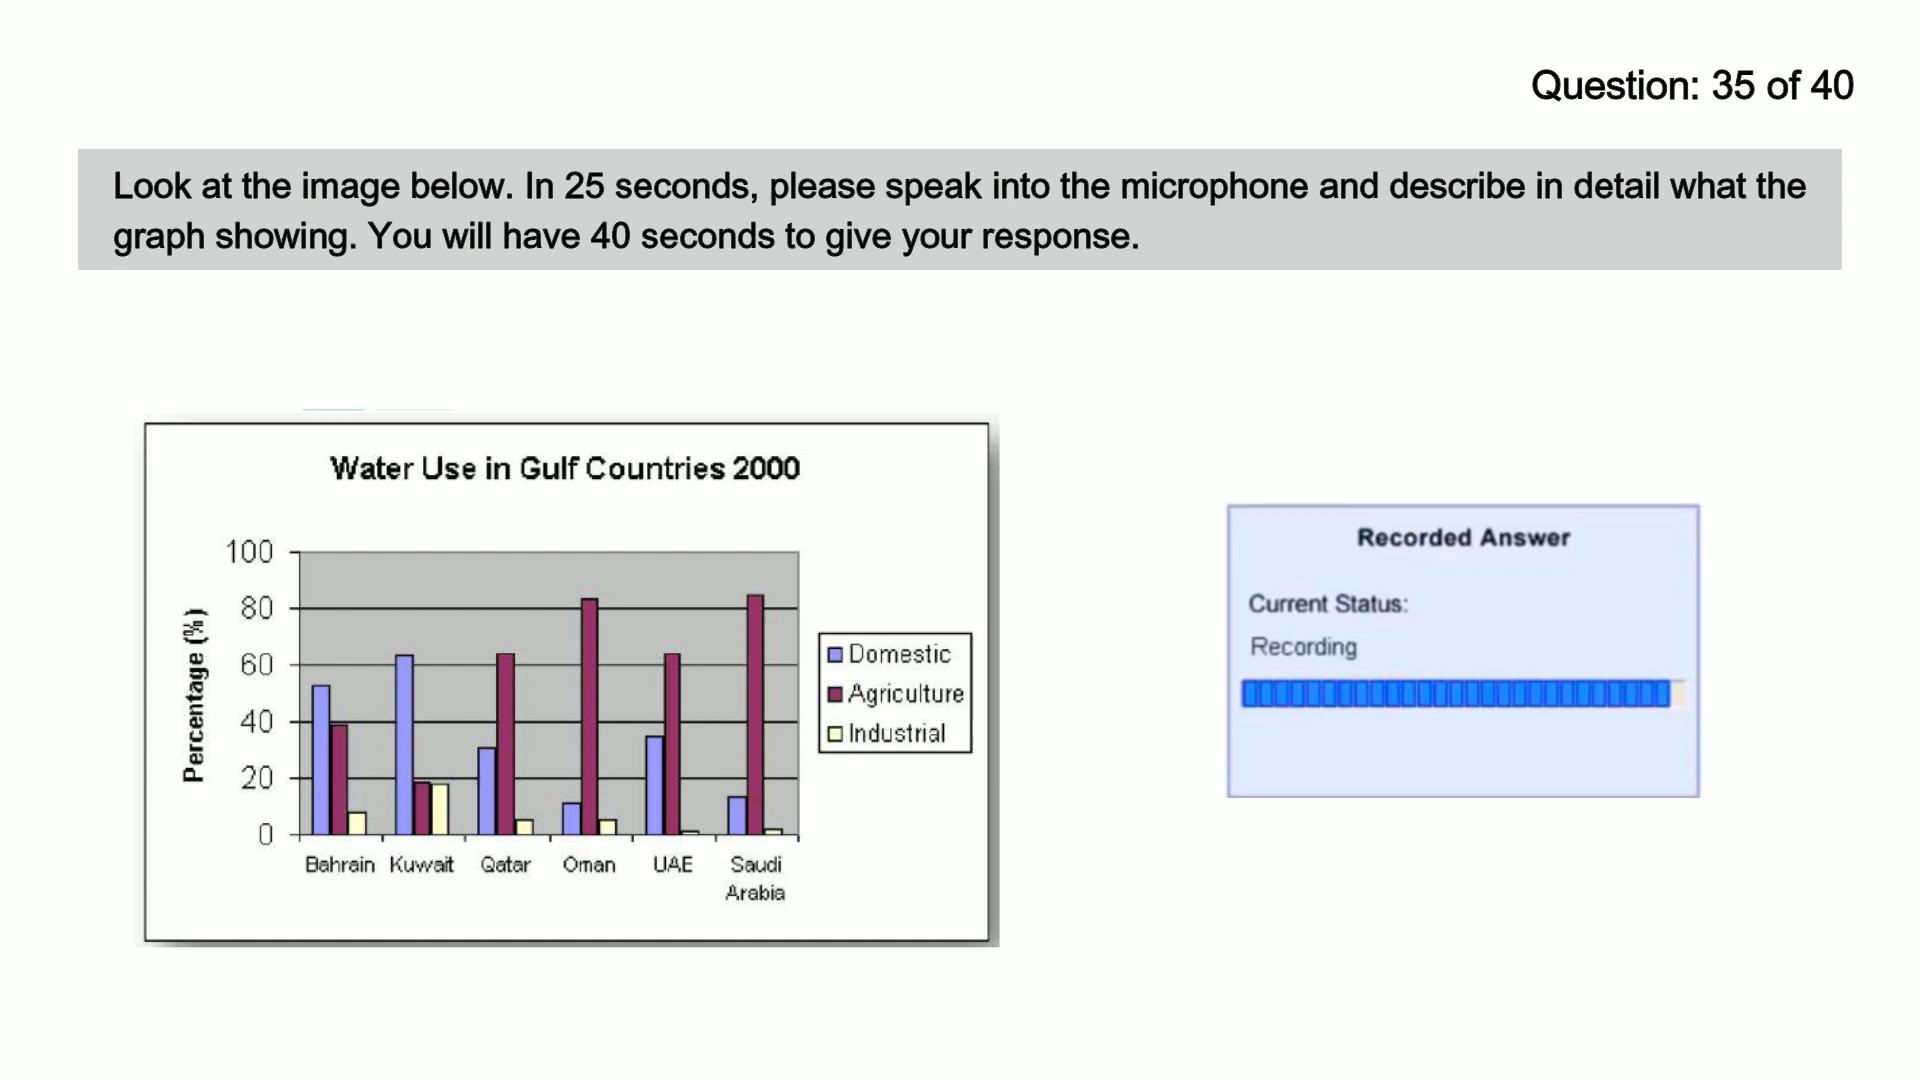 Question: 35 of 40
Look at the image below. In 25 seconds, please speak into the microphone and describe in detail what the
graph showing. You will have 40 seconds to give your response.
Water Use in Gulf Countries 2000
Percentage (%)
100
80
60
40
20
0
Bahrain Kuwait Qatar Oman UAE Saudi
Arabia
Domestic
Agriculture
Industrial
Recorded Answer
Current Status:
Recording